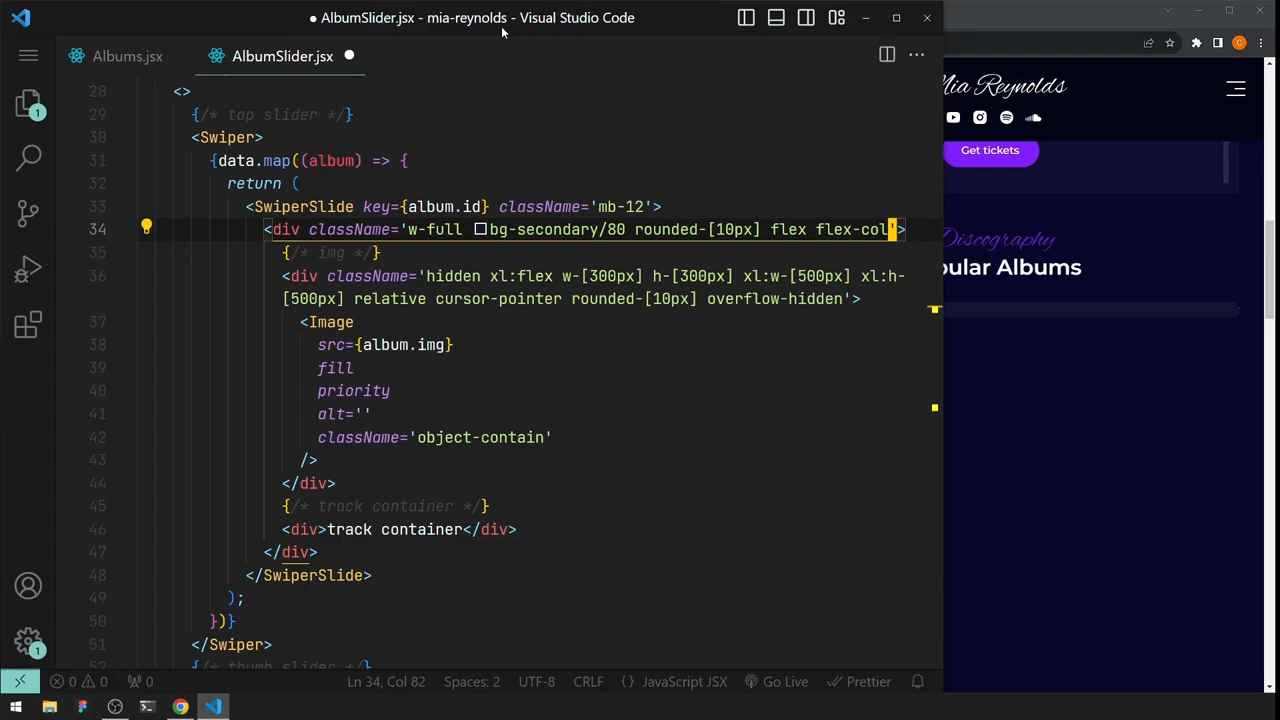 ● AlbumSlider.jsx - mia-reynolds - Visual Studio Code
Albums.jsx
AlbumSlider.jsx
28 <>
29 {/* top slider */}
30 <Swiper>
31 {data.map((album) => {
32 return (
33 <SwiperSlide key={album.id} className='mb-12'>
34 <div className='w-full bg-secondary/80 rounded-[10px] flex flex-col'>
35 {/* img */}
36 <div className='hidden xl:flex w-[300px] h-[300px] xl:w-[500px] xl:h-
[500px] relative cursor-pointer rounded-[10px] overflow-hidden'>
37 <Image
38 src={album.img}
39 fill
40 priority
41 alt=''
42 className='object-contain'
43 />
44 </div>
45 {/* track container */}
46 <div>track container</div>
47 </div>
48 </SwiperSlide>
49 );
50 })}
51 </Swiper>
52 {/* thumb slider */}
1
1
0 0 0
Ln 34, Col 82
Spaces: 2
UTF-8
CRLF
{} JavaScript JSX
Go Live
Prettier
C
Mia Reynolds
Get tickets
Discography
pular Albums